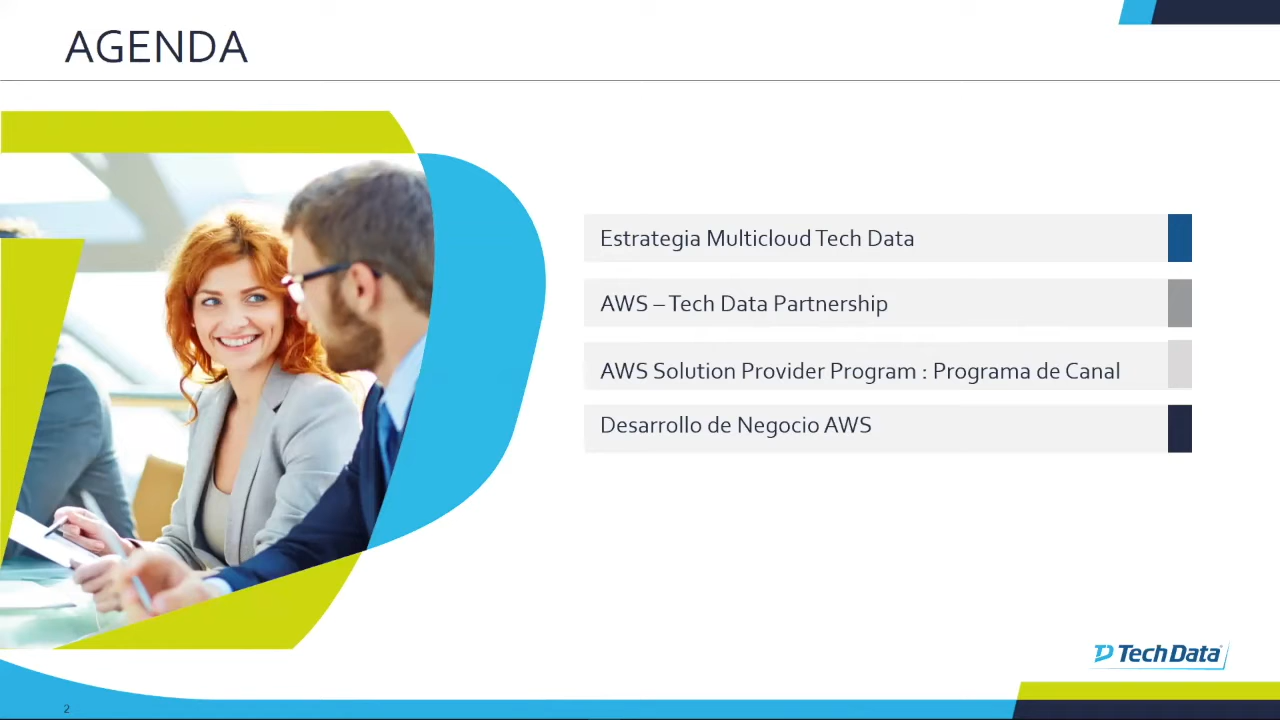 AGENDA
Estrategia Multicloud Tech Data
AWS – Tech Data Partnership
AWS Solution Provider Program : Programa de Canal
Desarrollo de Negocio AWS
Tech Data
2